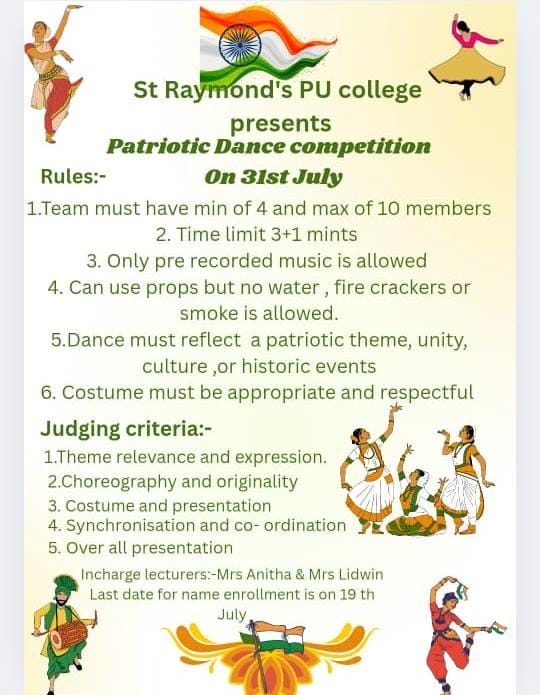 St Raymond's PU college
presents
Patriotic Dance competition
On 31st July
Rules:-
1.Team must have min of 4 and max of 10 members
2. Time limit 3+1 mints
3. Only pre recorded music is allowed
4. Can use props but no water , fire crackers or
smoke is allowed.
5.Dance must reflect a patriotic theme, unity,
culture ,or historic events
6. Costume must be appropriate and respectful
Judging criteria:-
1.Theme relevance and expression.
2.Choreography and originality
3. Costume and presentation
4. Synchronisation and co- ordination
5. Over all presentation
Incharge lecturers:-Mrs Anitha & Mrs Lidwin
Last date for name enrollment is on 19 th
July